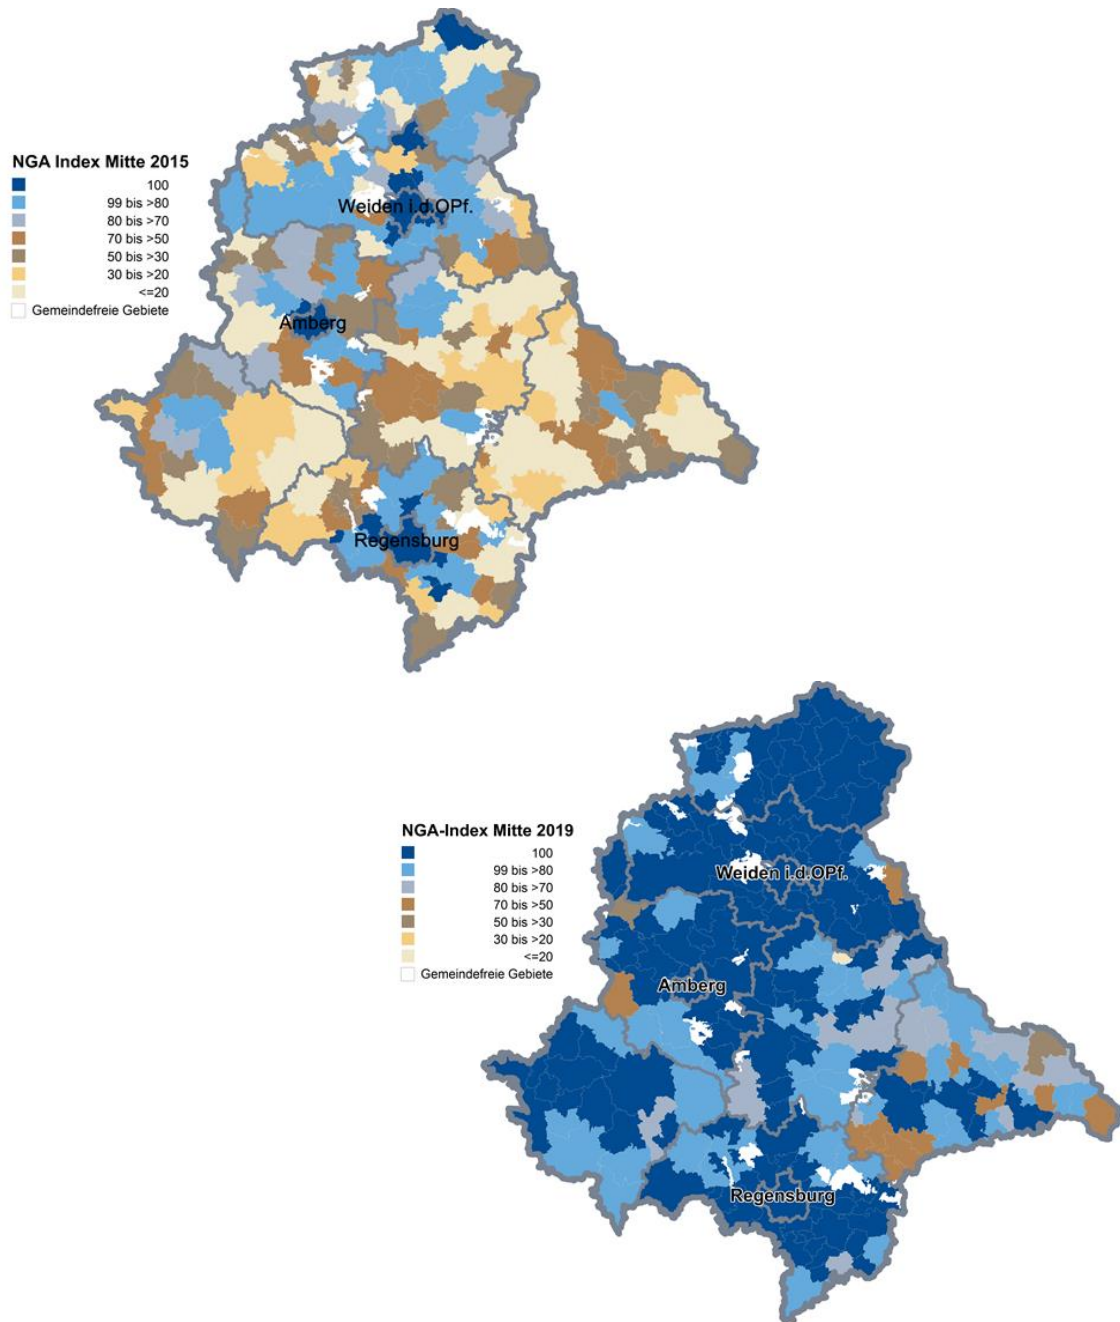 NGA Index Mitte 2015
100
99 bis >80
80 bis >70
70 bis >50
50 bis >30
30 bis >20
<=20
Gemeindefreie Gebiete
Weiden i.d.OPf.
Amberg
Regensburg
NGA-Index Mitte 2019
100
99 bis >80
80 bis >70
70 bis >50
50 bis >30
30 bis >20
<=20
Gemeindefreie Gebiete
Weiden i.d.OPf.
Amberg
Regensburg